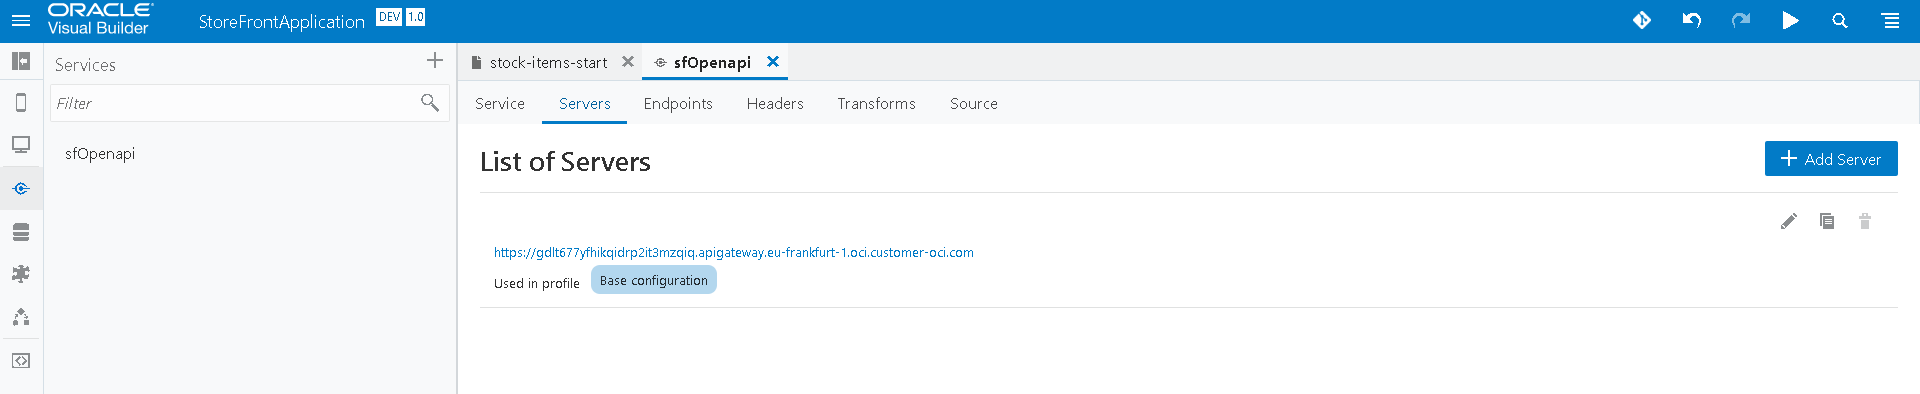 ORACLE
Visual Builder
StoreFrontApplication DEV 1.0
Services
Filter
sfOpenapi
stock-items-start sfOpenapi
Service Servers Endpoints Headers Transforms Source
List of Servers
Add Server
https://gdlt677yfhikqidrp2it3mzqiq.apigateway.eu-frankfurt-1.oci.customer-oci.com
Used in profile Base configuration